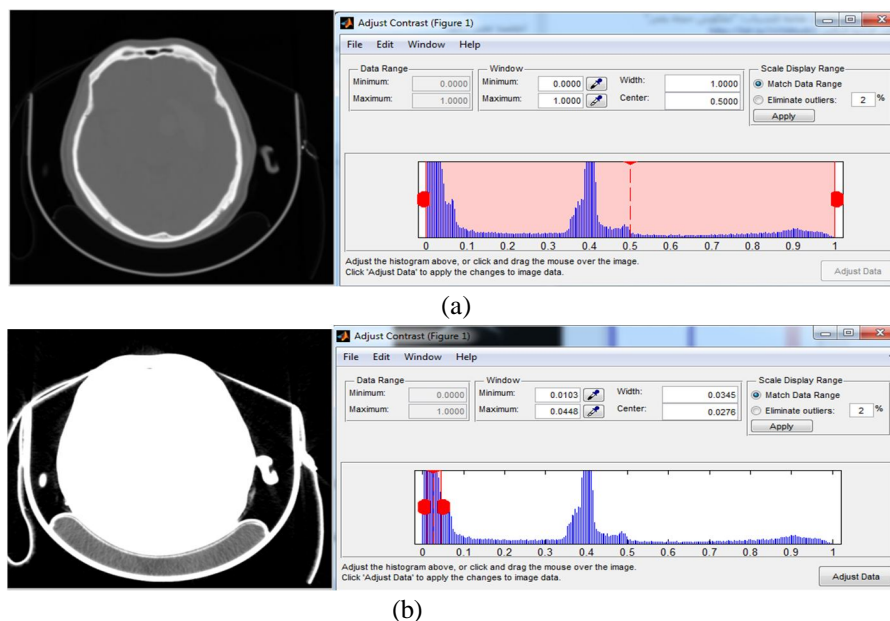 Adjust Contrast (Figure 1)
File Edit Window Help
Data Range
Minimum: 0.0000
Maximum: 1.0000
Window
Minimum: 0.0000 Width: 1.0000
Maximum: 1.0000 Center: 0.5000
Scale Display Range
Match Data Range
Eliminate outliers: 2 %
Apply
0 0.1 0.2 0.3 0.4 0.5 0.6 0.7 0.8 0.9 1
Adjust the histogram above, or click and drag the mouse over the image.
Click 'Adjust Data' to apply the changes to image data.
Adjust Data
(a)
Adjust Contrast (Figure 1)
File Edit Window Help
Data Range
Minimum: 0.0000
Maximum: 1.0000
Window
Minimum: 0.0103 Width: 0.0345
Maximum: 0.0448 Center: 0.0276
Scale Display Range
Match Data Range
Eliminate outliers: 2 %
Apply
0 0.1 0.2 0.3 0.4 0.5 0.6 0.7 0.8 0.9 1
Adjust the histogram above, or click and drag the mouse over the image.
Click 'Adjust Data' to apply the changes to image data.
Adjust Data
(b)